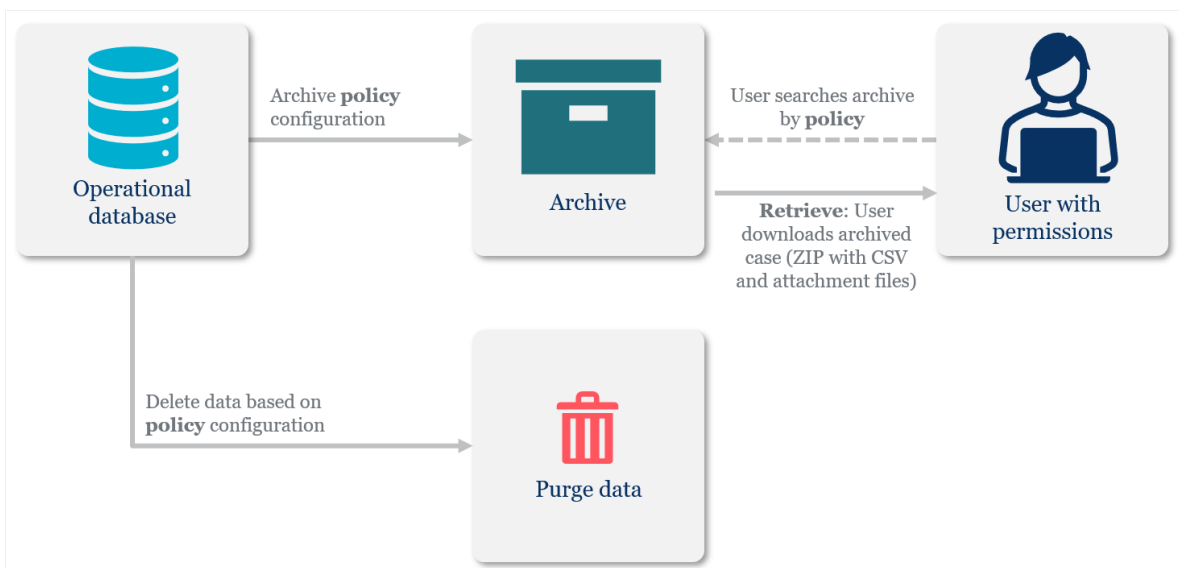 Operational
database
Archive policy
configuration
Archive
User searches archive
by policy
Retrieve: User
downloads archived
case (ZIP with CSV
and attachment files)
User with
permissions
Delete data based on
policy configuration
Purge data